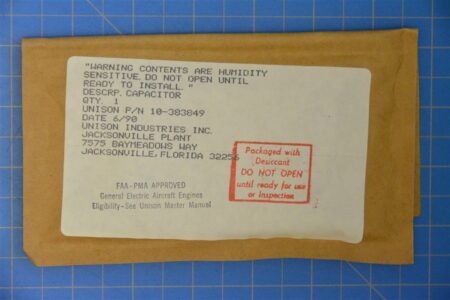 "WARNING CONTENTS ARE HUMIDITY
SENSITIVE. DO NOT OPEN UNTIL
READY TO INSTALL."
DESCRP. CAPACITOR
QTY. 1
UNISON P/N 10-383849
DATE 6/90
UNISON INDUSTRIES INC.
JACKSONVILLE PLANT
7575 BAYMEADOWS WAY
JACKSONVILLE, FLORIDA 32256
Packaged with
Desiccant
DO NOT OPEN
until ready for use
or inspection
FAA-PMA APPROVED
General Electric Aircraft Engines
Eligibility-See Unison Master Manual